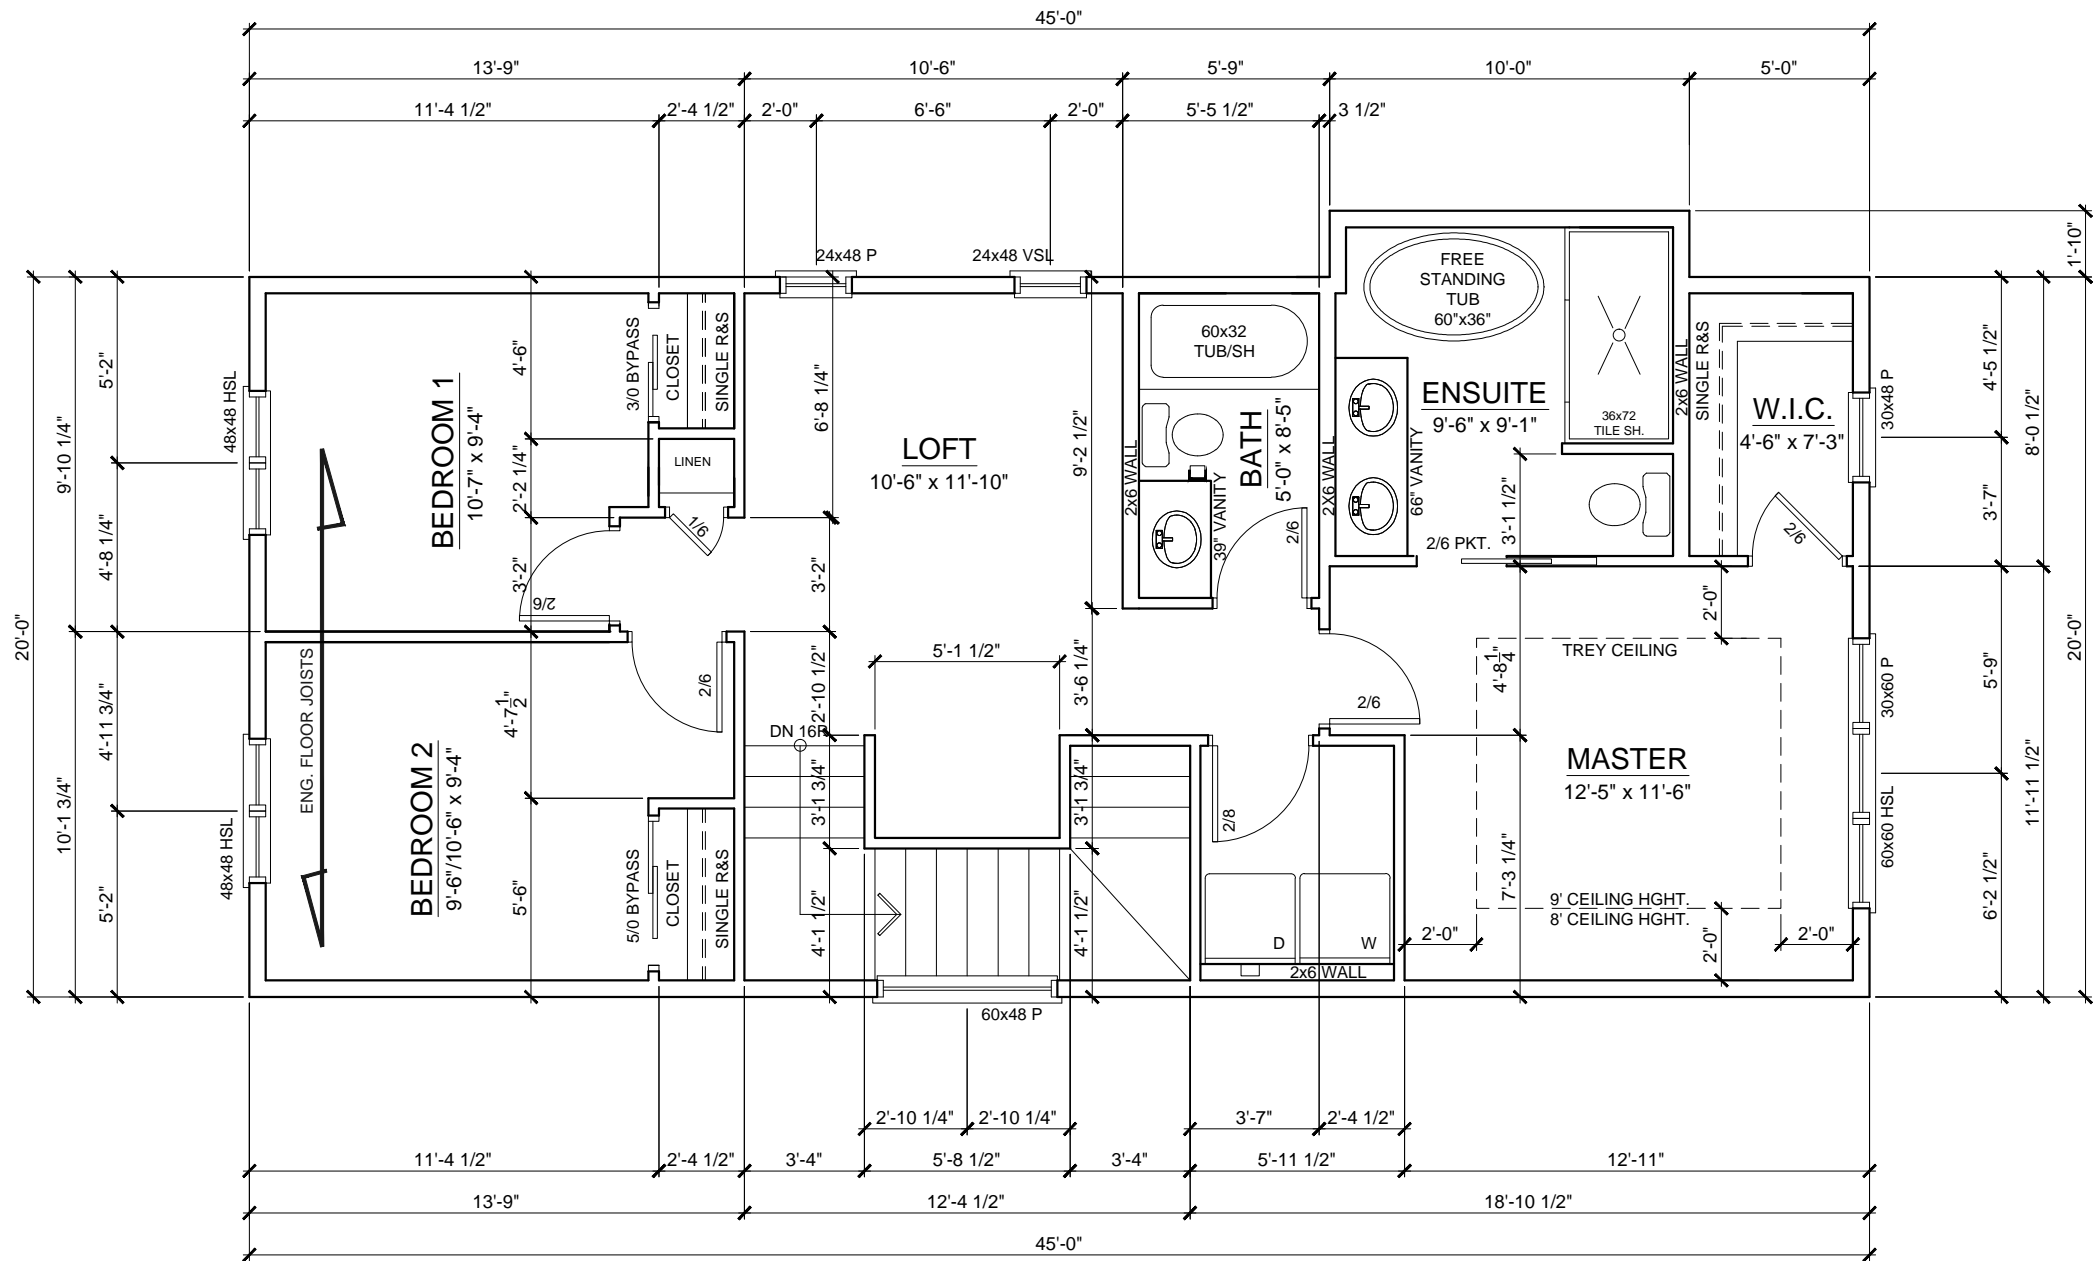 45'-0"
13'-9"
10'-6"
5'-9"
10'-0"
5'-0"
11'-4 1/2"
2'-4 1/2"
2'-0"
6'-6"
2'-0"
5'-5 1/2"
3 1/2"
24x48 P
24x48 VSL
1'-10"
20'-0"
9'-10 1/4"
10'-1 3/4"
5'-2"
4'-8 1/4"
4'-11 3/4"
5'-2"
48x48 HSL
48x48 HSL
ENG. FLOOR JOISTS
BEDROOM 1
10'-7" x 9'-4"
4'-6"
2'-2 1/4"
3'-2"
3/0 BYPASS
CLOSET
SINGLE R&S
LINEN
1/6
2/6
BEDROOM 2
9'-6"/10'-6" x 9'-4"
4'-7 1/2"
5'-6"
2/6
5/0 BYPASS
CLOSET
SINGLE R&S
LOFT
10'-6" x 11'-10"
6'-8 1/4"
3'-2"
2'-10 1/2"
3'-1 3/4"
4'-1 1/2"
5'-1 1/2"
DN 16R
9'-2 1/2"
3'-6 1/4"
3'-1 3/4"
4'-1 1/2"
60x48 P
60x32
TUB/SH
BATH
5'-0" x 8'-5"
2x6 WALL
39" VANITY
2/6
2X6 WALL
66" VANITY
FREE
STANDING
TUB
60"x36"
ENSUITE
9'-6" x 9'-1"
36x72
TILE SH.
2x6 WALL
2/6 PKT.
3'-1 1/2"
SINGLE R&S
W.I.C.
4'-6" x 7'-3"
2/6
2'-0"
TREY CEILING
4'-8 1/4"
2/6
MASTER
12'-5" x 11'-6"
7'-3 1/4"
9' CEILING HGHT.
8' CEILING HGHT.
2'-0"
2'-0"
2'-0"
2/8
D
W
2x6 WALL
30x48 P
30x60 P
60x60 HSL
4'-5 1/2"
3'-7"
5'-9"
6'-2 1/2"
8'-0 1/2"
11'-11 1/2"
20'-0"
2'-10 1/4"
2'-10 1/4"
3'-7"
2'-4 1/2"
11'-4 1/2"
2'-4 1/2"
3'-4"
5'-8 1/2"
3'-4"
5'-11 1/2"
12'-11"
13'-9"
12'-4 1/2"
18'-10 1/2"
45'-0"